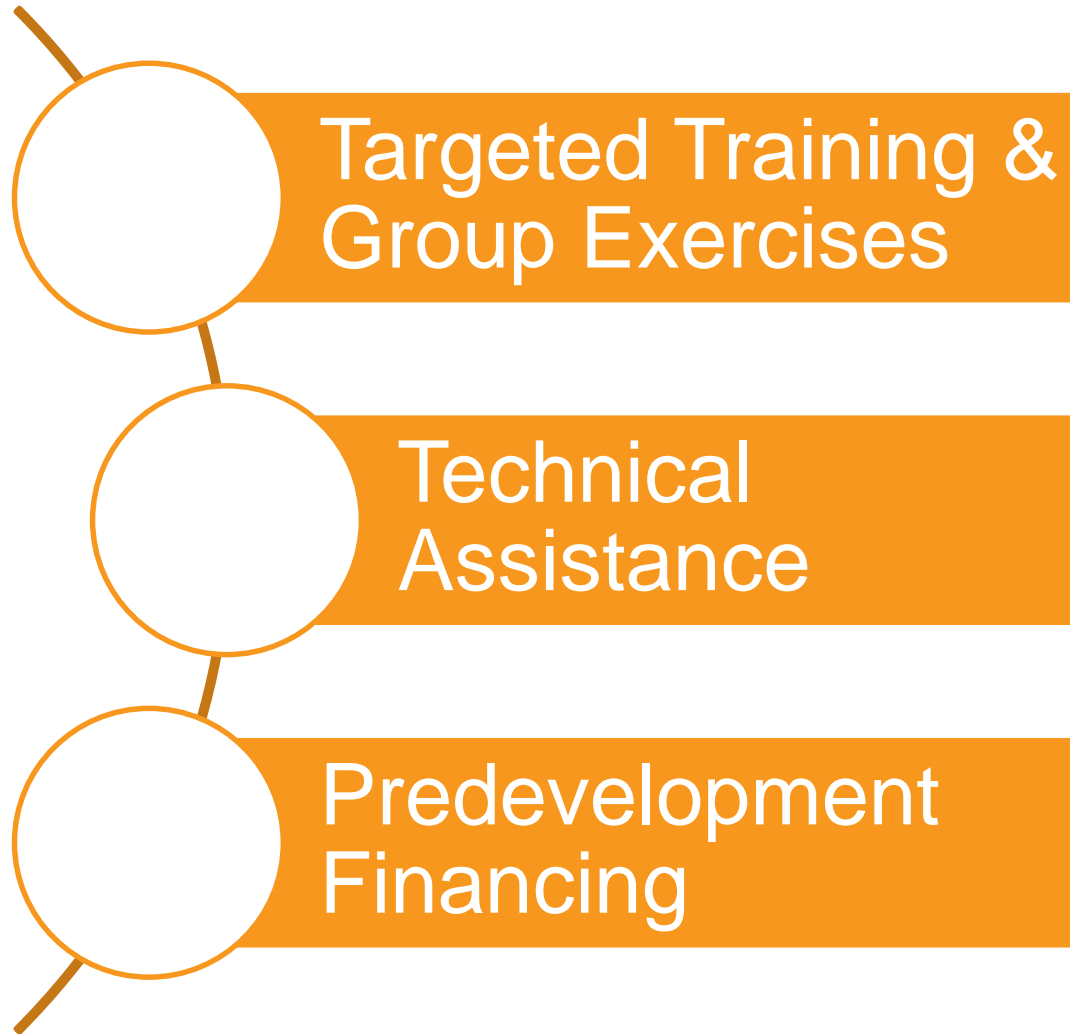 Targeted Training &
Group Exercises
Technical
Assistance
Predevelopment
Financing